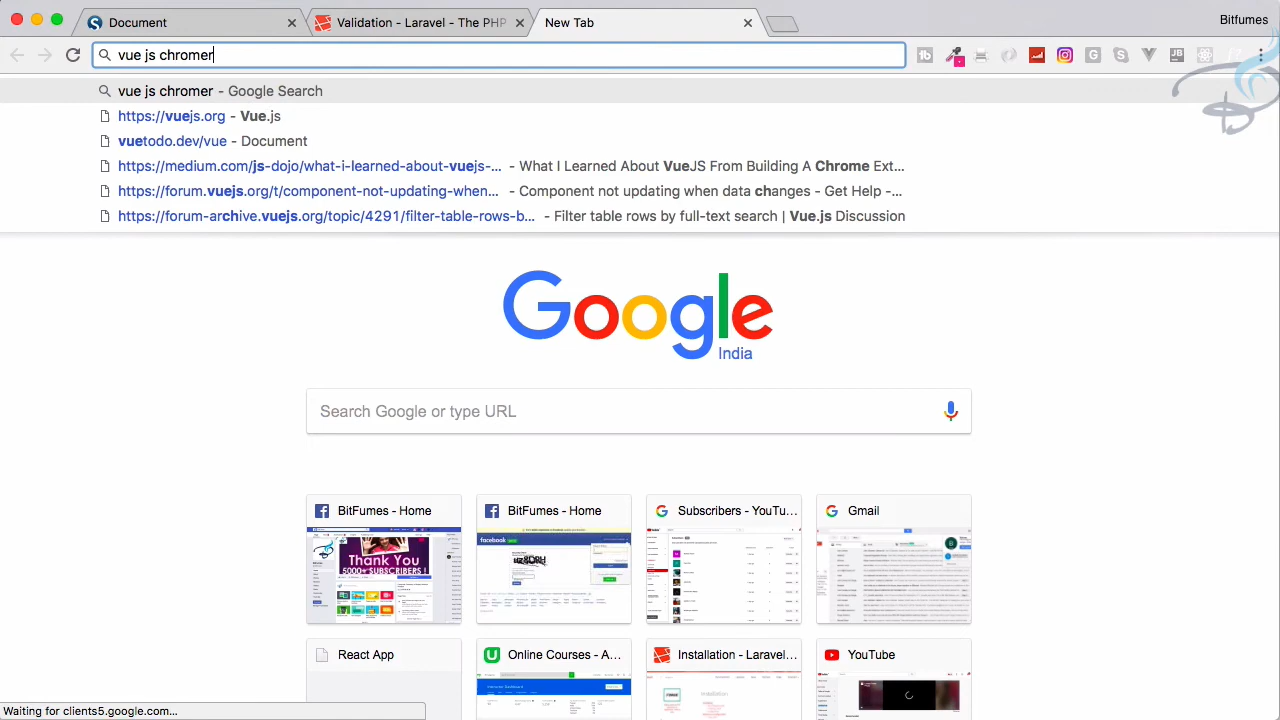 Document
Validation - Laravel - The PHP
New Tab
Bitfumes
vue js chromer
vue js chromer - Google Search
https://vuejs.org - Vue.js
vuetodo.dev/vue - Document
https://medium.com/js-dojo/what-i-learned-about-vuejs-... - What I Learned About VueJS From Building A Chrome Ext...
https://forum.vuejs.org/t/component-not-updating-when... - Component not updating when data changes - Get Help -...
https://forum-archive.vuejs.org/topic/4291/filter-table-rows-b... - Filter table rows by full-text search | Vue.js Discussion
Google
India
Search Google or type URL
BitFumes - Home
BitFumes - Home
Subscribers - YouTu...
Gmail
facebook
Thank You
5000+ SUBSCRIBERS
React App
Online Courses - A...
Installation - Laravel...
YouTube